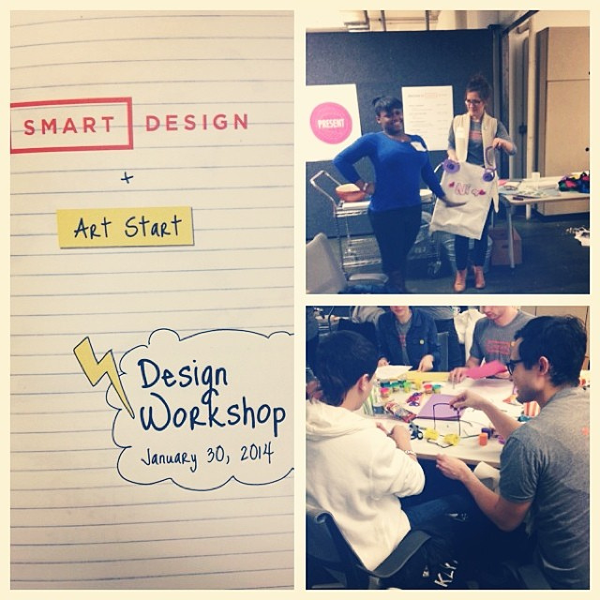 SMART DESIGN
+
Art Start
Design
Workshop
January 30, 2014
PRESENT